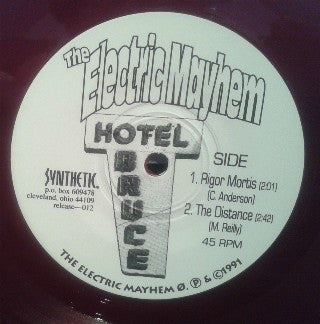 The Electric Mayhem
HOTEL
BRUCE
SYNTHETIC.
p.o. box 609478
cleveland, ohio 44109
release—012
SIDE
1. Rigor Mortis (2:01)
(C. Anderson)
2. The Distance (2:42)
(M. Reilly)
45 RPM
THE ELECTRIC MAYHEM Ø. ℗ & ©1991